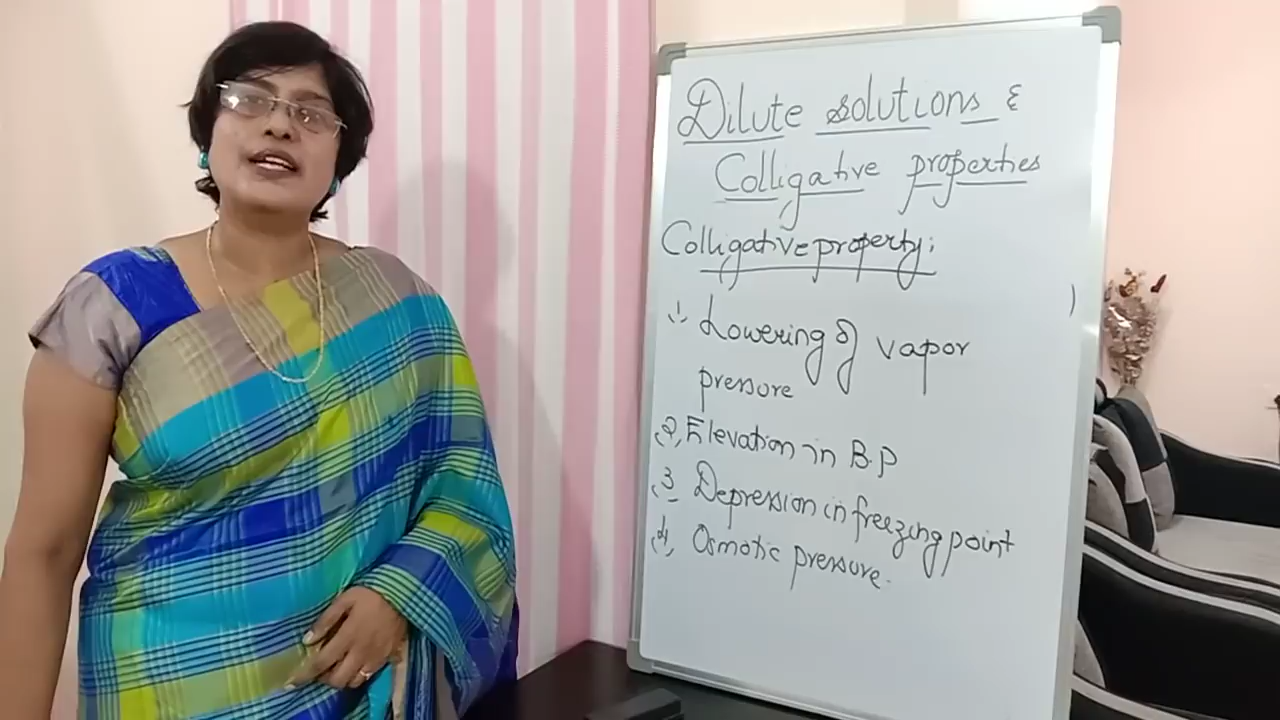 Dilute solutions &
Colligative properties
Colligative property:
1. Lowering of vapor
pressure
2, Elevation in B.P
3 Depression in freezing point
4, Osmotic pressure.